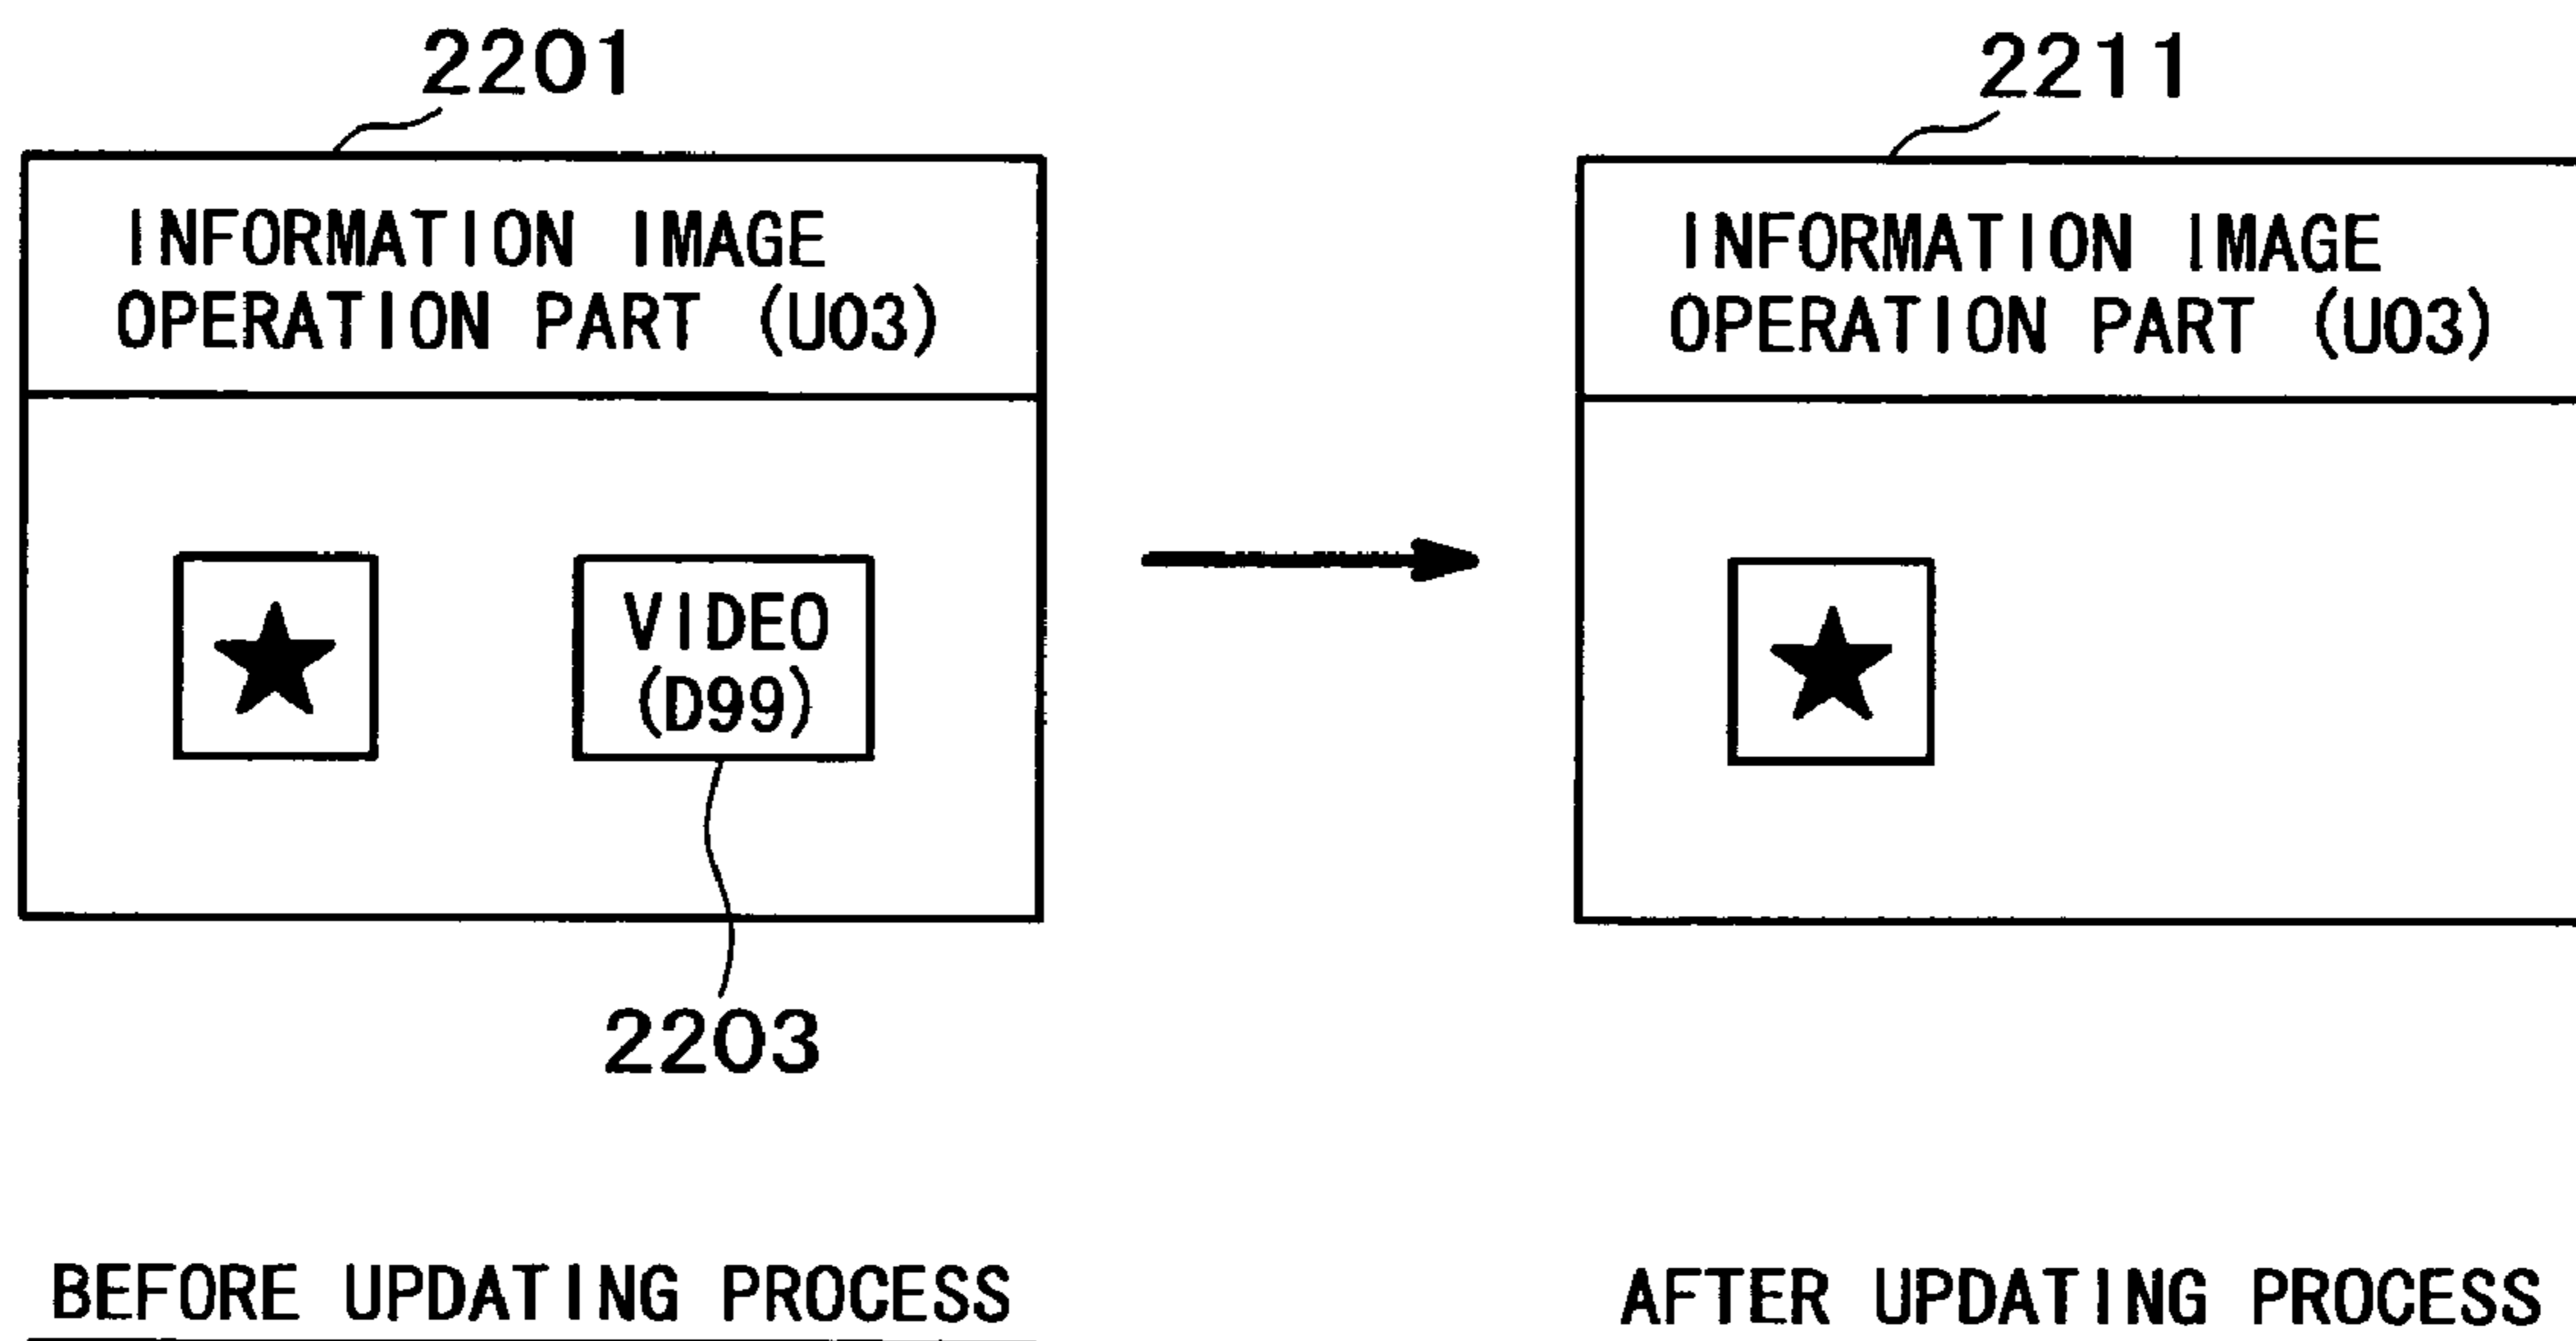 2201
INFORMATION IMAGE
OPERATION PART (U03)
VIDEO
(D99)
2203
BEFORE UPDATING PROCESS
2211
INFORMATION IMAGE
OPERATION PART (U03)
AFTER UPDATING PROCESS